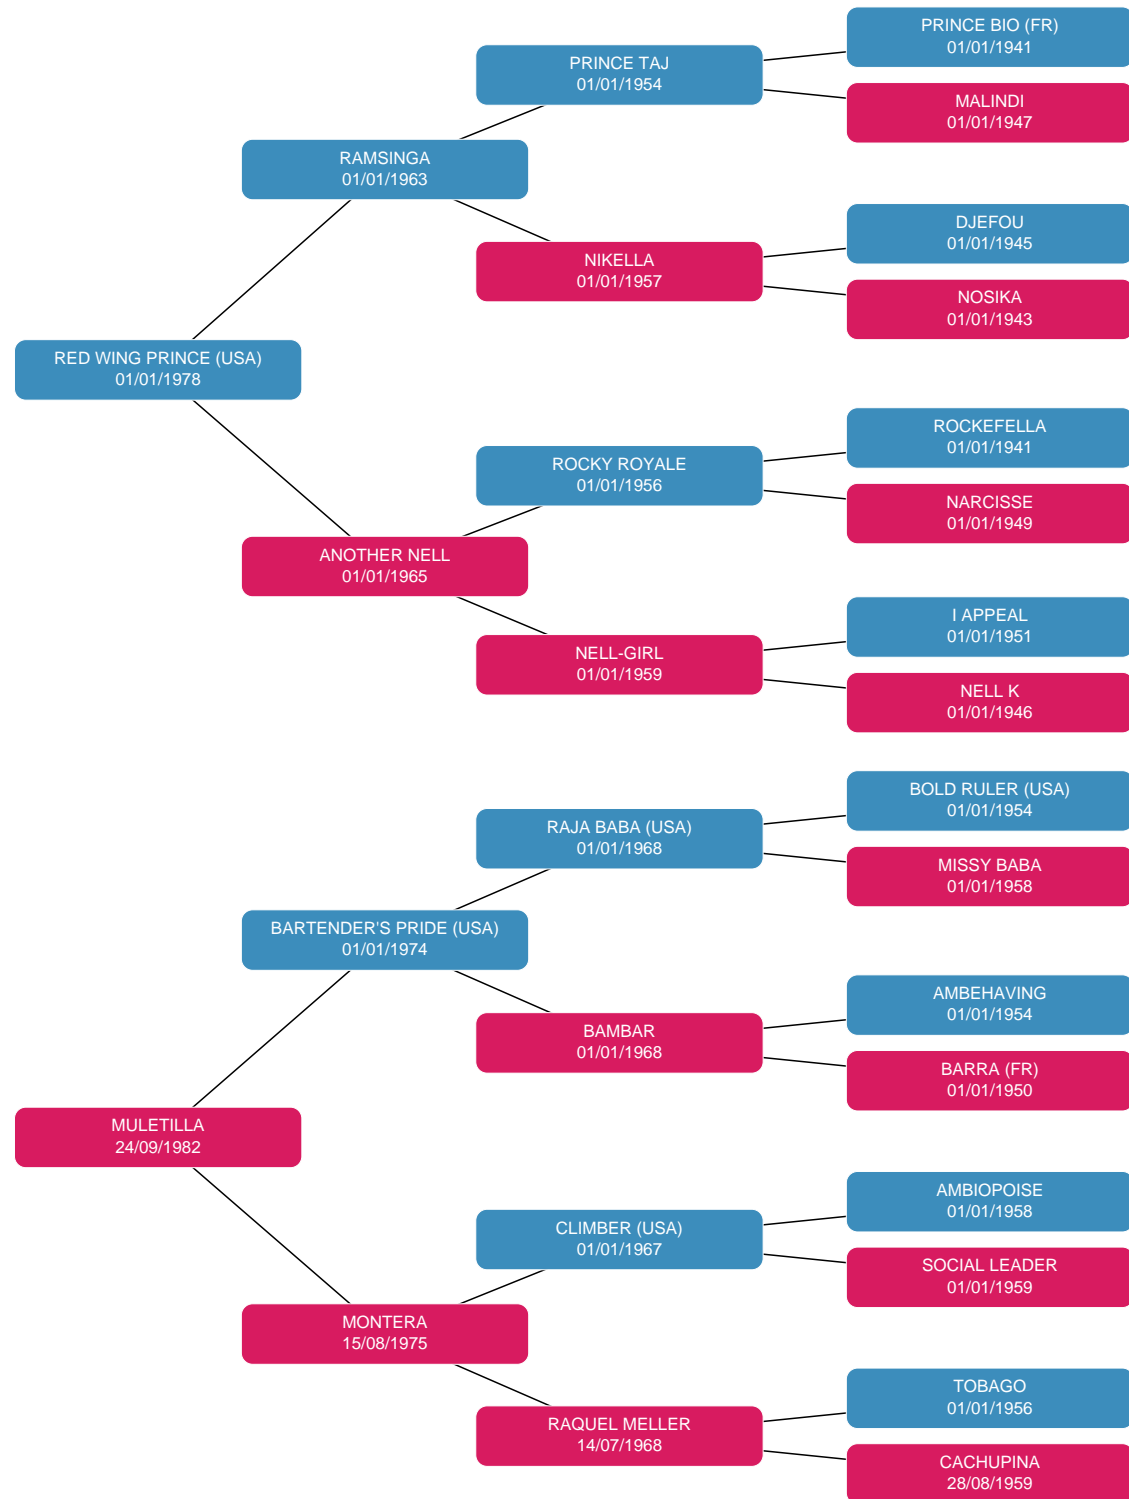 PRINCE BIO (FR)
01/01/1941
PRINCE TAJ
01/01/1954
MALINDI
01/01/1947
RAMSINGA
01/01/1963
DJEFOU
01/01/1945
NIKELLA
01/01/1957
NOSIKA
01/01/1943
RED WING PRINCE (USA)
01/01/1978
ROCKEFELLA
01/01/1941
ROCKY ROYALE
01/01/1956
NARCISSE
01/01/1949
ANOTHER NELL
01/01/1965
I APPEAL
01/01/1951
NELL-GIRL
01/01/1959
NELL K
01/01/1946
BOLD RULER (USA)
01/01/1954
RAJA BABA (USA)
01/01/1968
MISSY BABA
01/01/1958
BARTENDER'S PRIDE (USA)
01/01/1974
AMBEHAVING
01/01/1954
BAMBAR
01/01/1968
BARRA (FR)
01/01/1950
MULETILLA
24/09/1982
AMBIOPOISE
01/01/1958
CLIMBER (USA)
01/01/1967
SOCIAL LEADER
01/01/1959
MONTERA
15/08/1975
TOBAGO
01/01/1956
RAQUEL MELLER
14/07/1968
CACHUPINA
28/08/1959